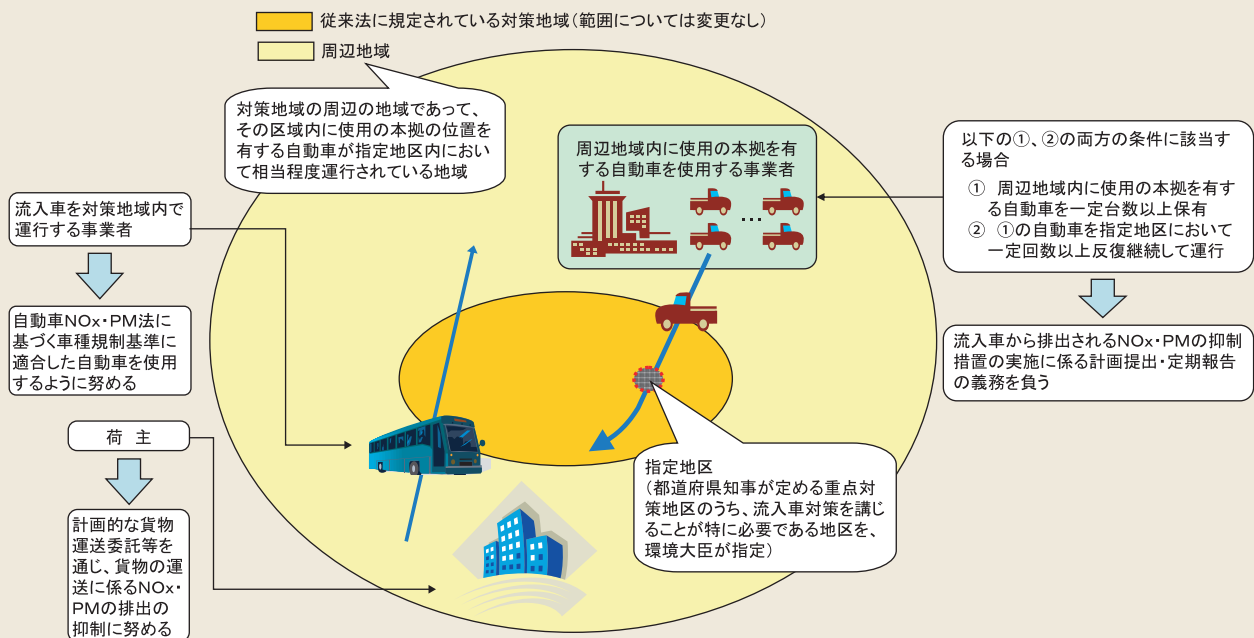 従来法に規定されている対策地域(範囲については変更なし)
周辺地域
対策地域の周辺の地域であって、
その区域内に使用の本拠の位置を
有する自動車が指定地区内におい
て相当程度運行されている地域
周辺地域内に使用の本拠を有
する自動車を使用する事業者
…
以下の①、②の両方の条件に該当す
る場合
① 周辺地域内に使用の本拠を有す
る自動車を一定台数以上保有
② ①の自動車を指定地区において
一定回数以上反復継続して運行
流入車から排出されるNOx・PMの抑制
措置の実施に係る計画提出・定期報告
の義務を負う
流入車を対策地域内で
運行する事業者
自動車NOx・PM法に
基づく車種規制基準に
適合した自動車を使用
するように努める
荷 主
計画的な貨物
運送委託等を
通じ、貨物の運
送に係るNOx・
PMの排出の
抑制に努める
指定地区
(都道府県知事が定める重点対
策地区のうち、流入車対策を講じ
ることが特に必要である地区を、
環境大臣が指定)